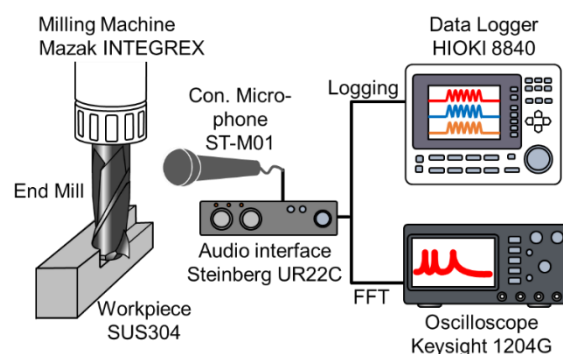 Milling Machine
Mazak INTEGREX
Data Logger
HIOKI 8840
Con. Micro-
phone
ST-M01
Logging
End Mill
Audio interface
Steinberg UR22C
Workpiece
SUS304
FFT
Oscilloscope
Keysight 1204G